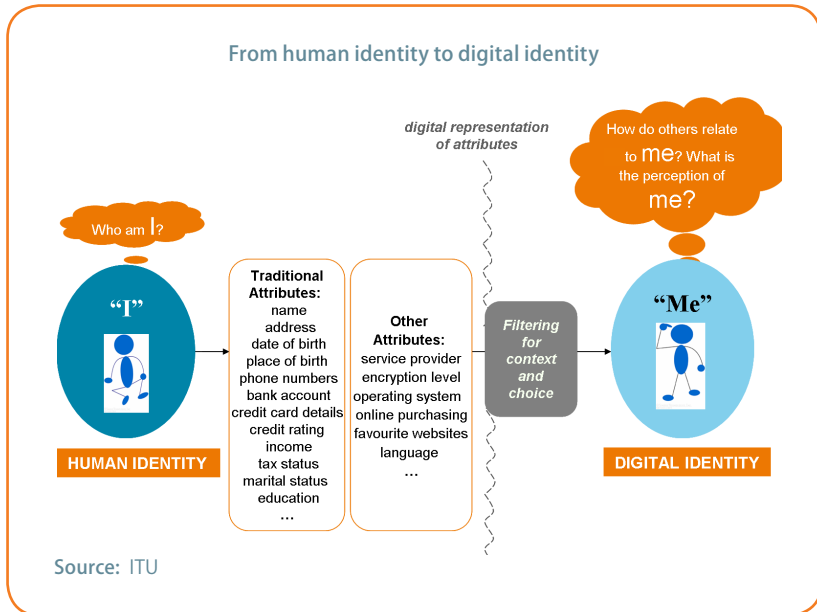 From human identity to digital identity
digital representation
of attributes
How do others relate
to me? What is
the perception of
me?
Who am I?
“I”
HUMAN IDENTITY
Traditional
Attributes:
name
address
date of birth
place of birth
phone numbers
bank account
credit card details
credit rating
income
tax status
marital status
education
...
Other
Attributes:
service provider
encryption level
operating system
online purchasing
favourite websites
language
...
Filtering
for
context
and
choice
“Me”
DIGITAL IDENTITY
Source: ITU